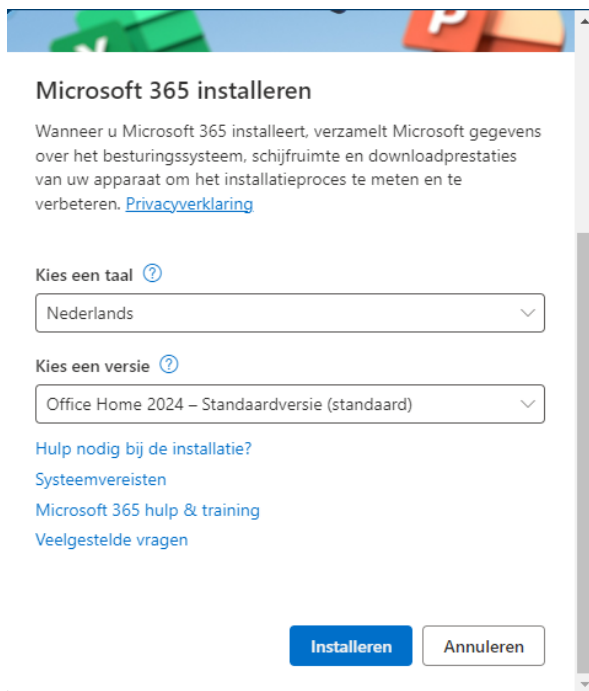 Microsoft 365 installeren
Wanneer u Microsoft 365 installeert, verzamelt Microsoft gegevens
over het besturingssysteem, schijfruimte en downloadprestaties
van uw apparaat om het installatieproces te meten en te
verbeteren. Privacyverklaring
Kies een taal ?
Nederlands
Kies een versie ?
Office Home 2024 – Standaardversie (standaard)
Hulp nodig bij de installatie?
Systeemvereisten
Microsoft 365 hulp & training
Veelgestelde vragen
Installeren Annuleren